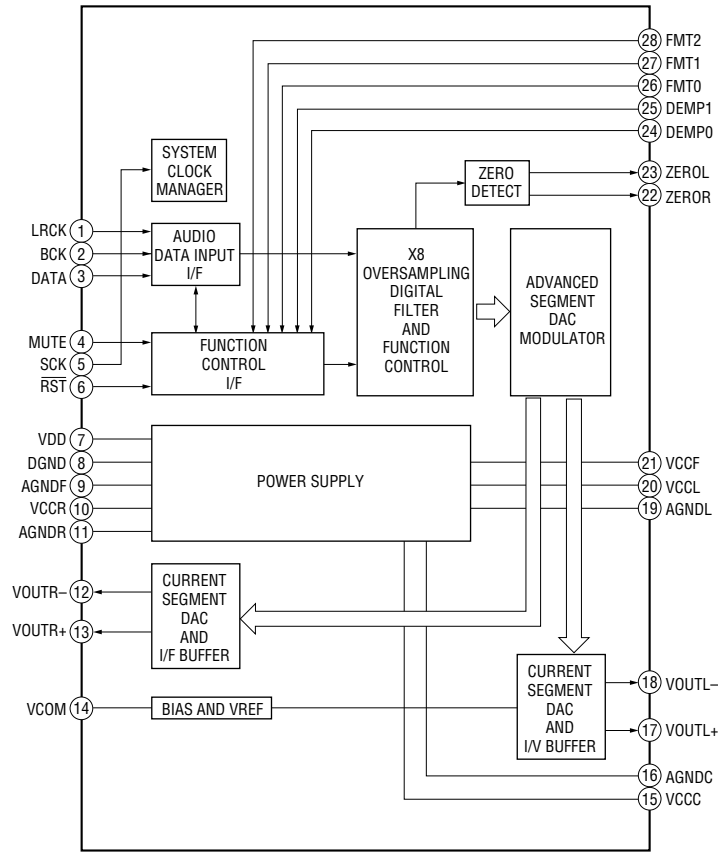 28 FMT2
27 FMT1
26 FMT0
25 DEMP1
24 DEMP0
SYSTEM
CLOCK
MANAGER
ZERO
DETECT
23 ZEROL
22 ZEROR
LRCK 1
BCK 2
DATA 3
AUDIO
DATA INPUT
I/F
X8
OVERSAMPLING
DIGITAL
FILTER
AND
FUNCTION
CONTROL
ADVANCED
SEGMENT
DAC
MODULATOR
MUTE 4
SCK 5
RST 6
FUNCTION
CONTROL
I/F
VDD 7
DGND 8
AGNDF 9
VCCR 10
AGNDR 11
POWER SUPPLY
21 VCCF
20 VCCL
19 AGNDL
VOUTR– 12
VOUTR+ 13
CURRENT
SEGMENT
DAC
AND
I/F BUFFER
VCOM 14
BIAS AND VREF
CURRENT
SEGMENT
DAC
AND
I/V BUFFER
18 VOUTL–
17 VOUTL+
16 AGNDC
15 VCCC